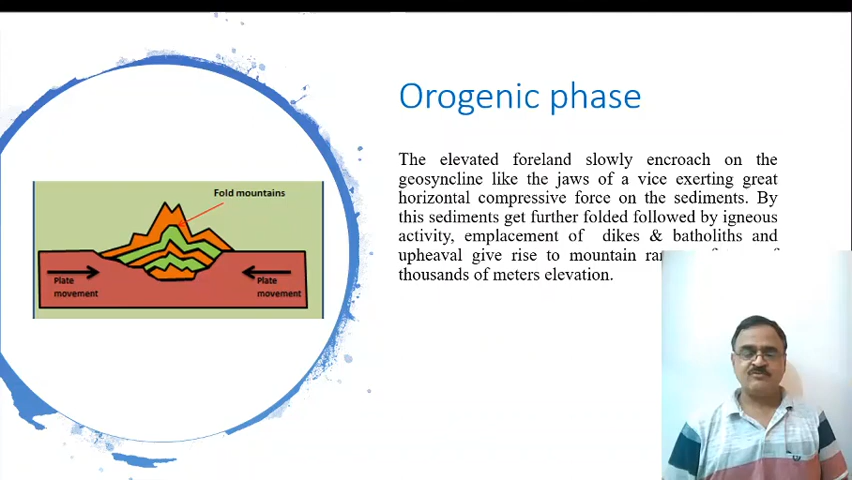 Orogenic phase
The elevated foreland slowly encroach on the
geosyncline like the jaws of a vice exerting great
horizontal compressive force on the sediments. By
this sediments get further folded followed by igneous
activity, emplacement of dikes & batholiths and
upheaval give rise to mountain
thousands of meters elevation.
Fold mountains
Plate
movement
Plate
movement